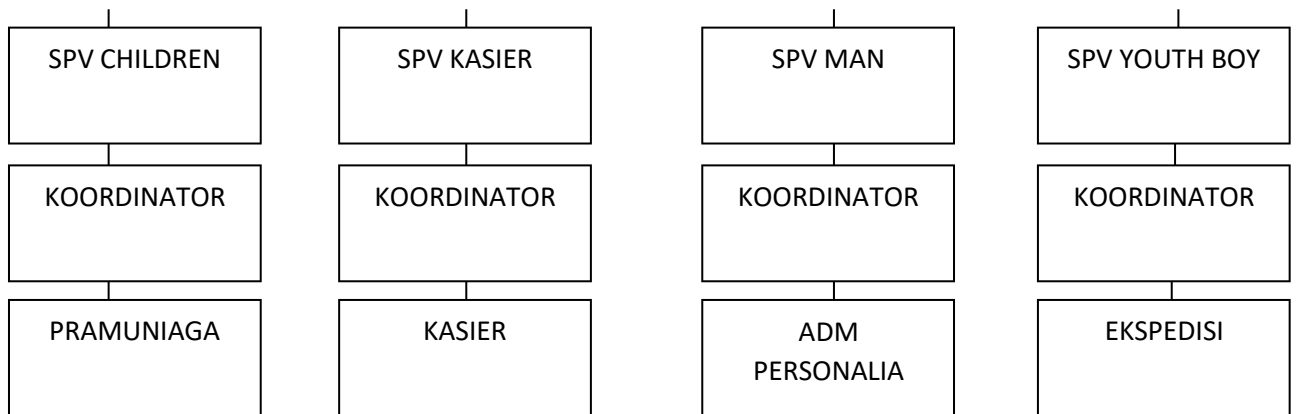 SPV CHILDREN
SPV KASIER
SPV MAN
SPV YOUTH BOY
KOORDINATOR
KOORDINATOR
KOORDINATOR
KOORDINATOR
PRAMUNIAGA
KASIER
ADM
PERSONALIA
EKSPEDISI